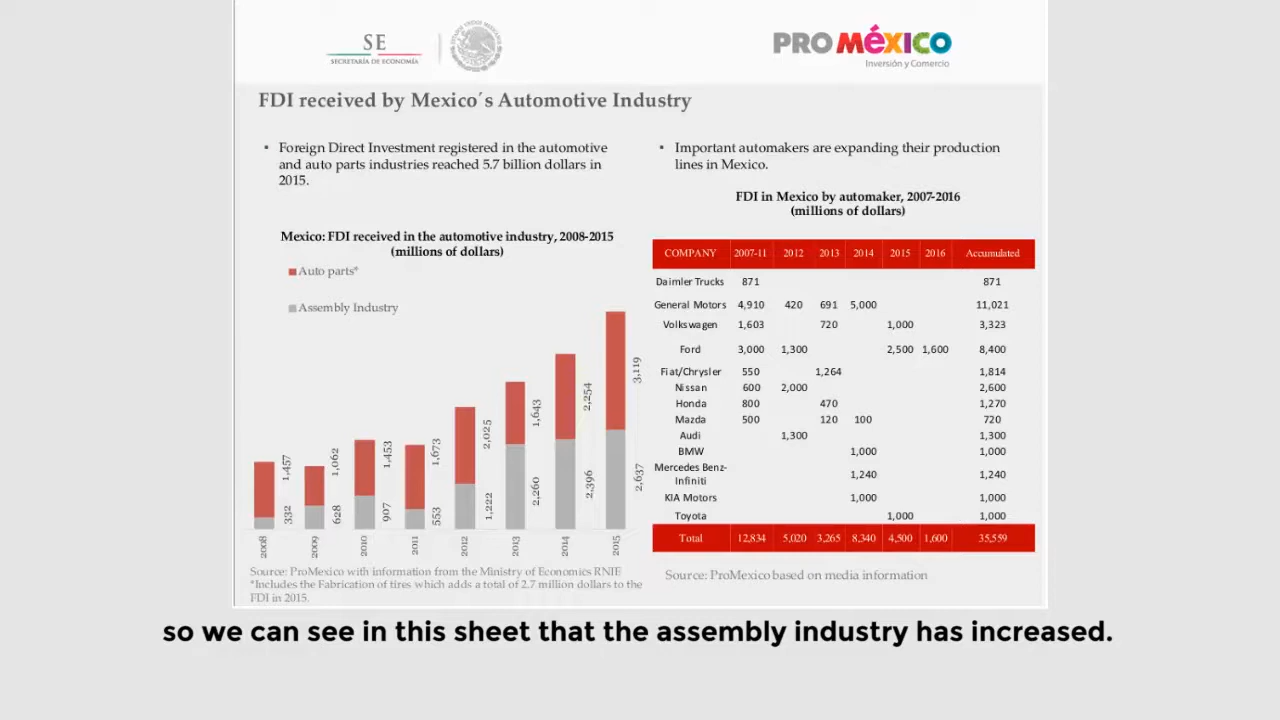 SE
SECRETARÍA DE ECONOMÍA
ESTADOS UNIDOS MEXICANOS
PRO MéXICO
Inversión y Comercio
FDI received by Mexico´s Automotive Industry
▪ Foreign Direct Investment registered in the automotive
and auto parts industries reached 5.7 billion dollars in
2015.
Mexico: FDI received in the automotive industry, 2008-2015
(millions of dollars)
Auto parts*
Assembly Industry
332 1,457
628 1,062
907 1,453
553 1,673
1,222 2,025
2,260 1,643
2,396 2,254
2,637 3,119
2008 2009 2010 2011 2012 2013 2014 2015
Source: ProMexico with information from the Ministry of Economics RNIE
*Includes the Fabrication of tires which adds a total of 2.7 million dollars to the
FDI in 2015.
▪ Important automakers are expanding their production
lines in Mexico.
FDI in Mexico by automaker, 2007-2016
(millions of dollars)
COMPANY 2007-11 2012 2013 2014 2015 2016 Accumulated
Daimler Trucks 871 871
General Motors 4,910 420 691 5,000 11,021
Volkswagen 1,603 720 1,000 3,323
Ford 3,000 1,300 2,500 1,600 8,400
Fiat/Chrysler 550 1,264 1,814
Nissan 600 2,000 2,600
Honda 800 470 1,270
Mazda 500 120 100 720
Audi 1,300 1,300
BMW 1,000 1,000
Mercedes Benz-
Infiniti 1,240 1,240
KIA Motors 1,000 1,000
Toyota 1,000 1,000
Total 12,834 5,020 3,265 8,340 4,500 1,600 35,559
Source: ProMexico based on media information
so we can see in this sheet that the assembly industry has increased.